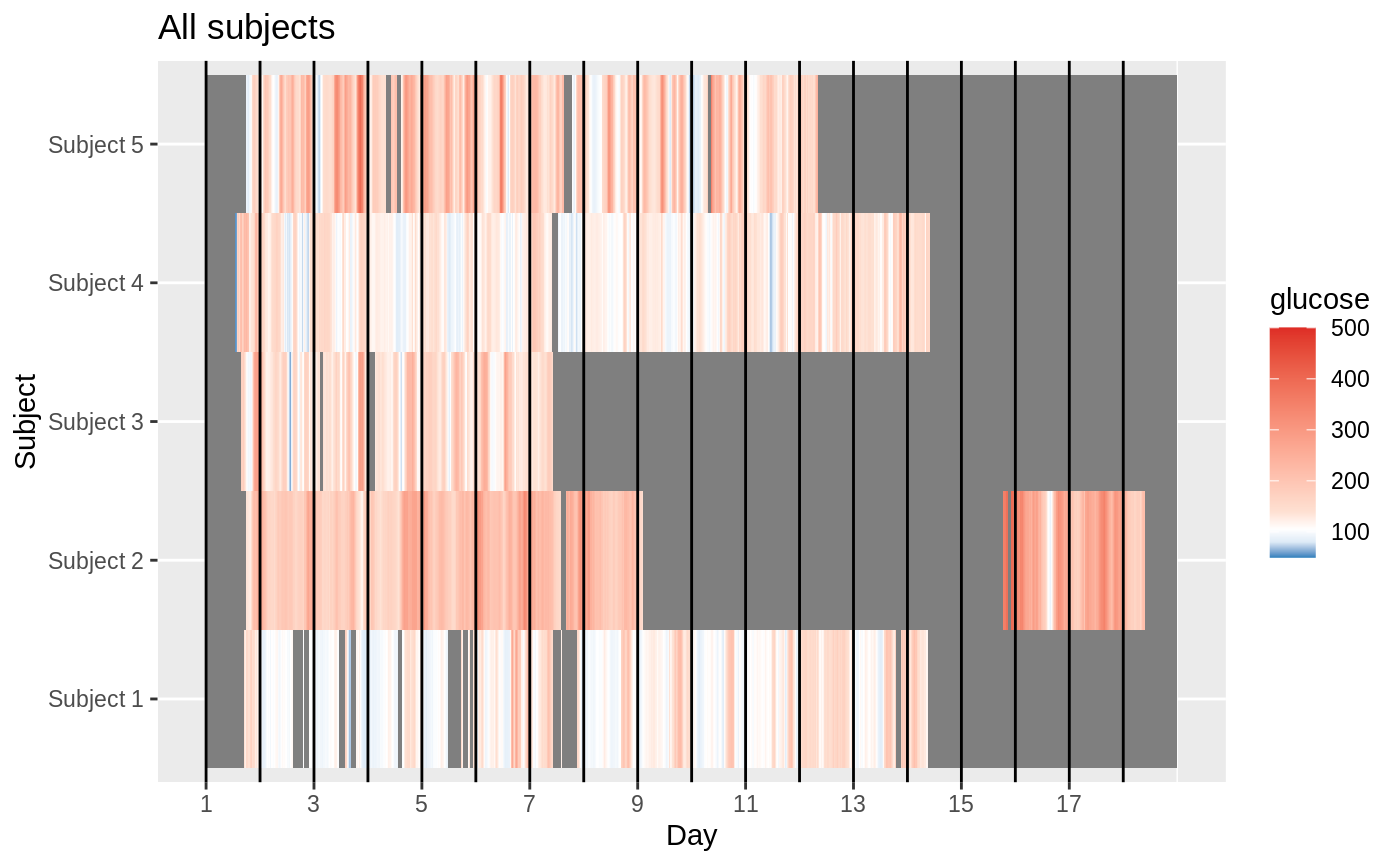 All subjects
Subject
Subject 5
Subject 4
Subject 3
Subject 2
Subject 1
1 3 5 7 9 11 13 15 17
Day
glucose
500
400
300
200
100